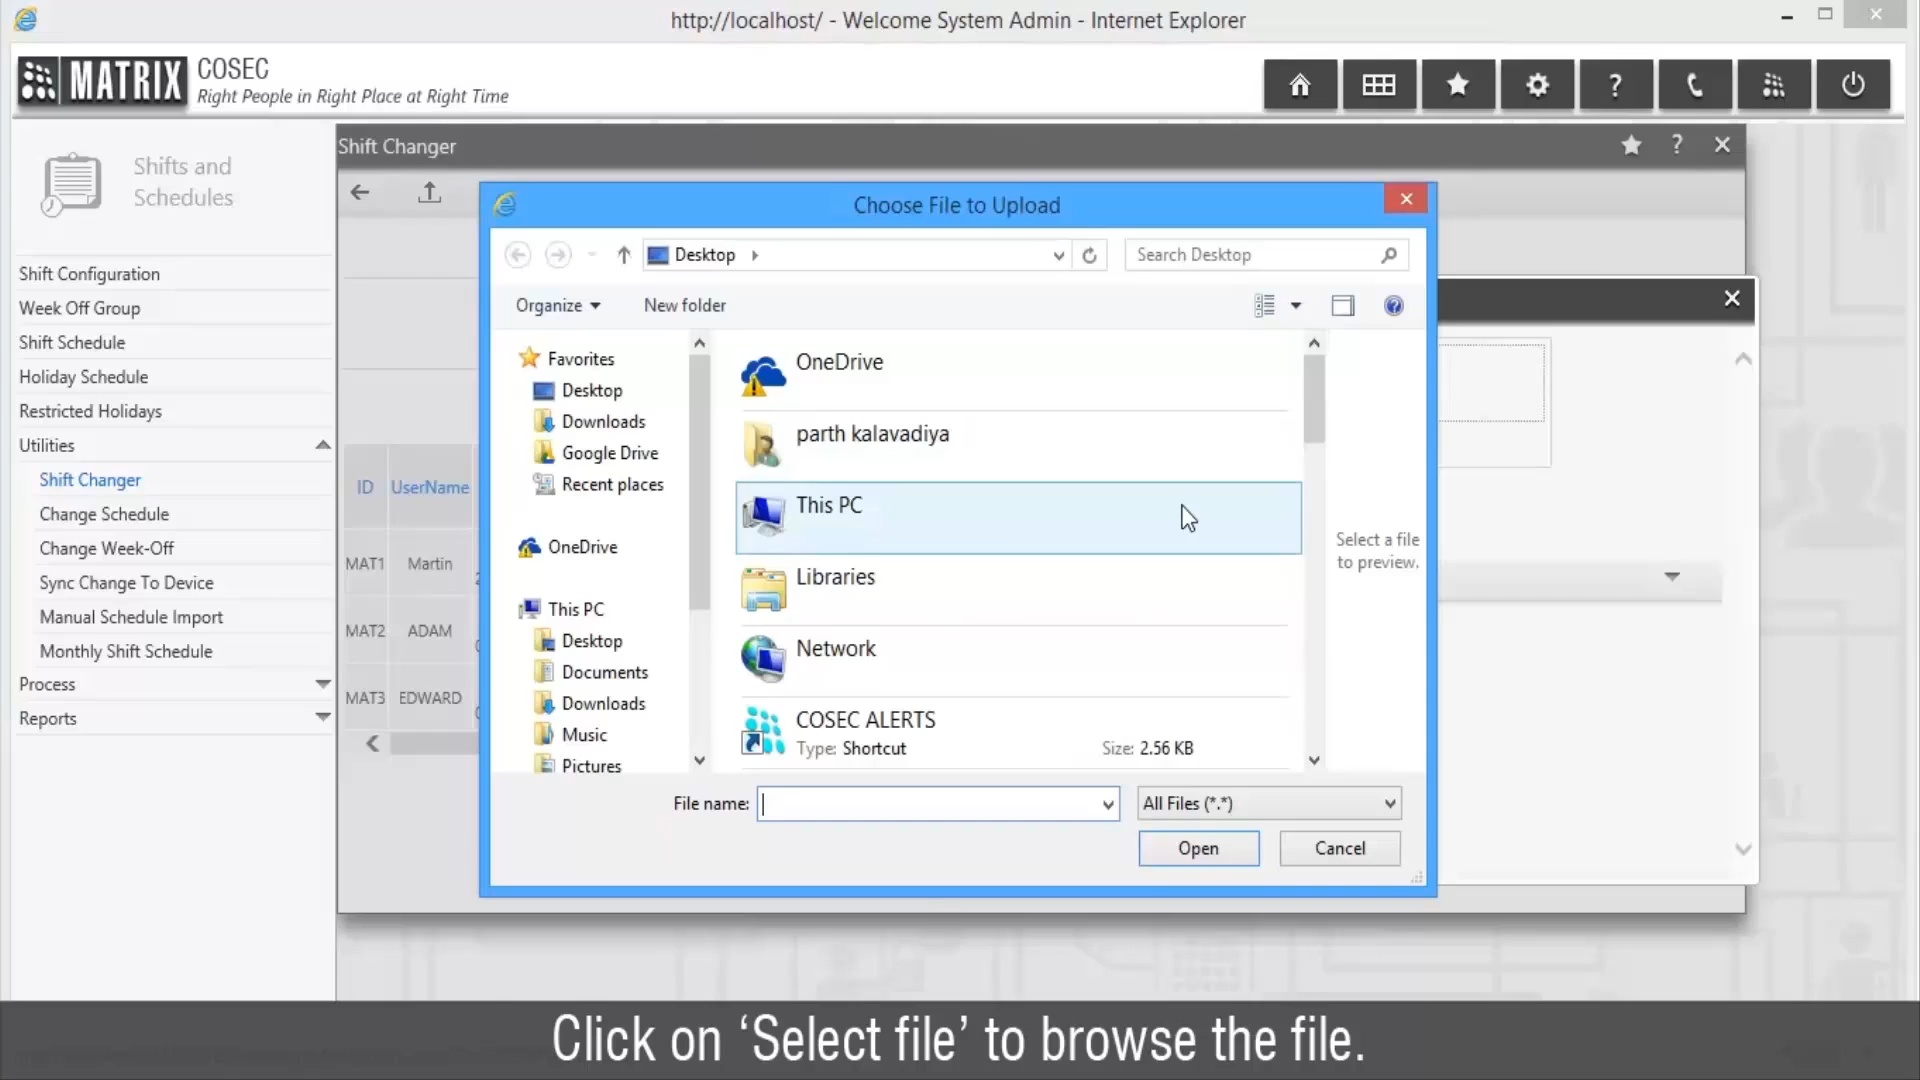 http://localhost/ - Welcome System Admin - Internet Explorer
MATRIX
COSEC
Right People in Right Place at Right Time
?
Shifts and
Schedules
Shift Configuration
Week Off Group
Shift Schedule
Holiday Schedule
Restricted Holidays
Utilities
Shift Changer
Change Schedule
Change Week-Off
Sync Change To Device
Manual Schedule Import
Monthly Shift Schedule
Process
Reports
Shift Changer
?
ID UserName
MAT1 Martin
MAT2 ADAM
MAT3 EDWARD
Choose File to Upload
Desktop
Search Desktop
Organize
New folder
?
Favorites
Desktop
Downloads
Google Drive
Recent places
OneDrive
This PC
Desktop
Documents
Downloads
Music
Pictures
OneDrive
parth kalavadiya
This PC
Libraries
Network
COSEC ALERTS
Type: Shortcut
Size: 2.56 KB
Select a file
to preview.
File name:
All Files (*.*)
Open
Cancel
Click on ‘Select file’ to browse the file.